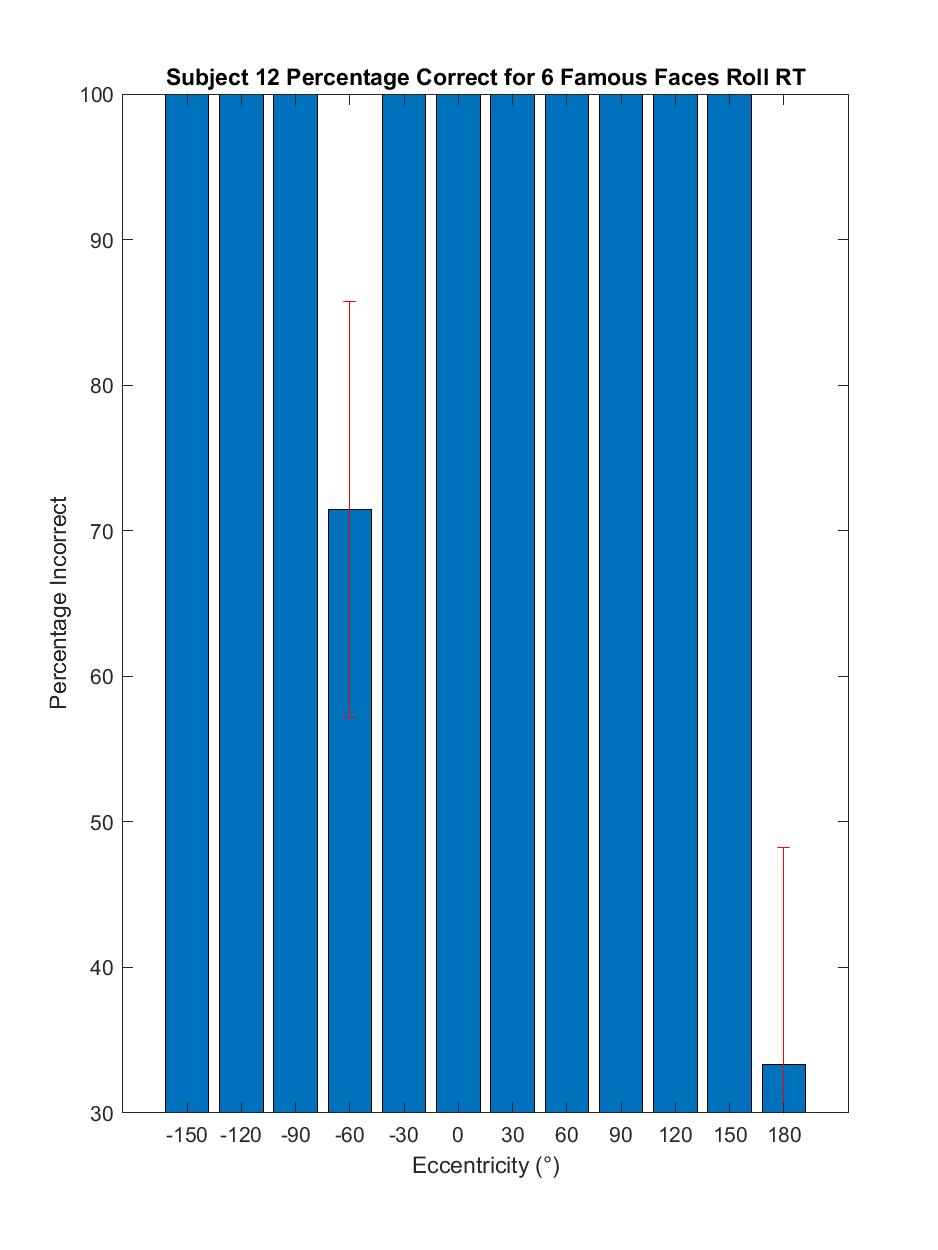 Subject 12 Percentage Correct for 6 Famous Faces Roll RT
100
90
80
70
60
50
40
30
Percentage Incorrect
-150 -120 -90 -60 -30 0 30 60 90 120 150 180
Eccentricity (°)